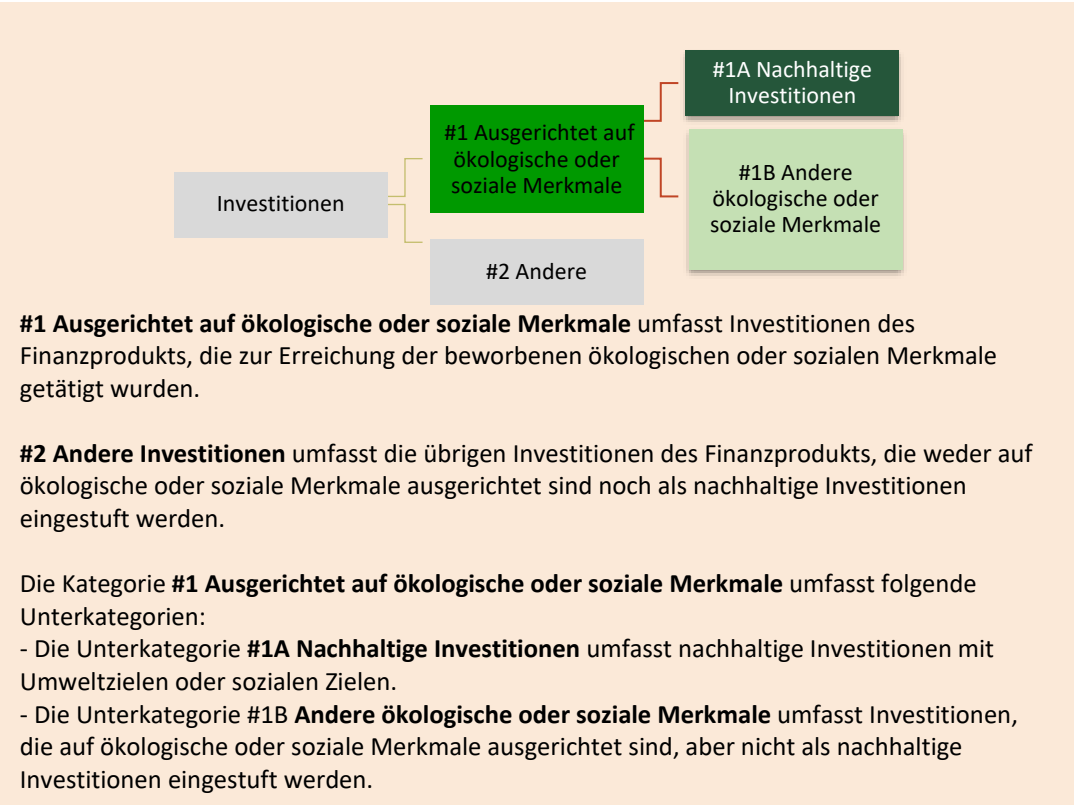 #1A Nachhaltige
Investitionen
#1 Ausgerichtet auf
ökologische oder
soziale Merkmale
#1B Andere
ökologische oder
soziale Merkmale
Investitionen
#2 Andere
#1 Ausgerichtet auf ökologische oder soziale Merkmale umfasst Investitionen des
Finanzprodukts, die zur Erreichung der beworbenen ökologischen oder sozialen Merkmale
getätigt wurden.
#2 Andere Investitionen umfasst die übrigen Investitionen des Finanzprodukts, die weder auf
ökologische oder soziale Merkmale ausgerichtet sind noch als nachhaltige Investitionen
eingestuft werden.
Die Kategorie #1 Ausgerichtet auf ökologische oder soziale Merkmale umfasst folgende
Unterkategorien:
- Die Unterkategorie #1A Nachhaltige Investitionen umfasst nachhaltige Investitionen mit
Umweltzielen oder sozialen Zielen.
- Die Unterkategorie #1B Andere ökologische oder soziale Merkmale umfasst Investitionen,
die auf ökologische oder soziale Merkmale ausgerichtet sind, aber nicht als nachhaltige
Investitionen eingestuft werden.